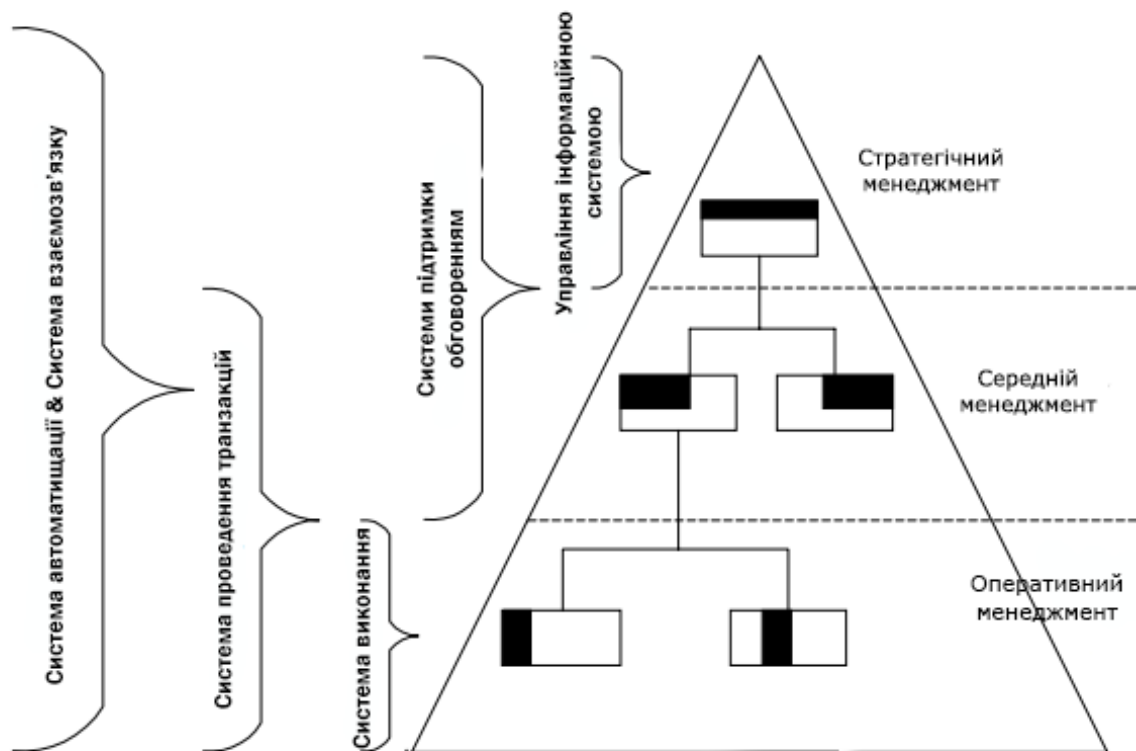 Система автоматищації & Система взаємозв'язку
Система проведення транзакцій
Система виконання
Системи підтримки
обговоренням
Управління інформаційною
системою
Стратегічний
менеджмент
Середній
менеджмент
Оперативний
менеджмент